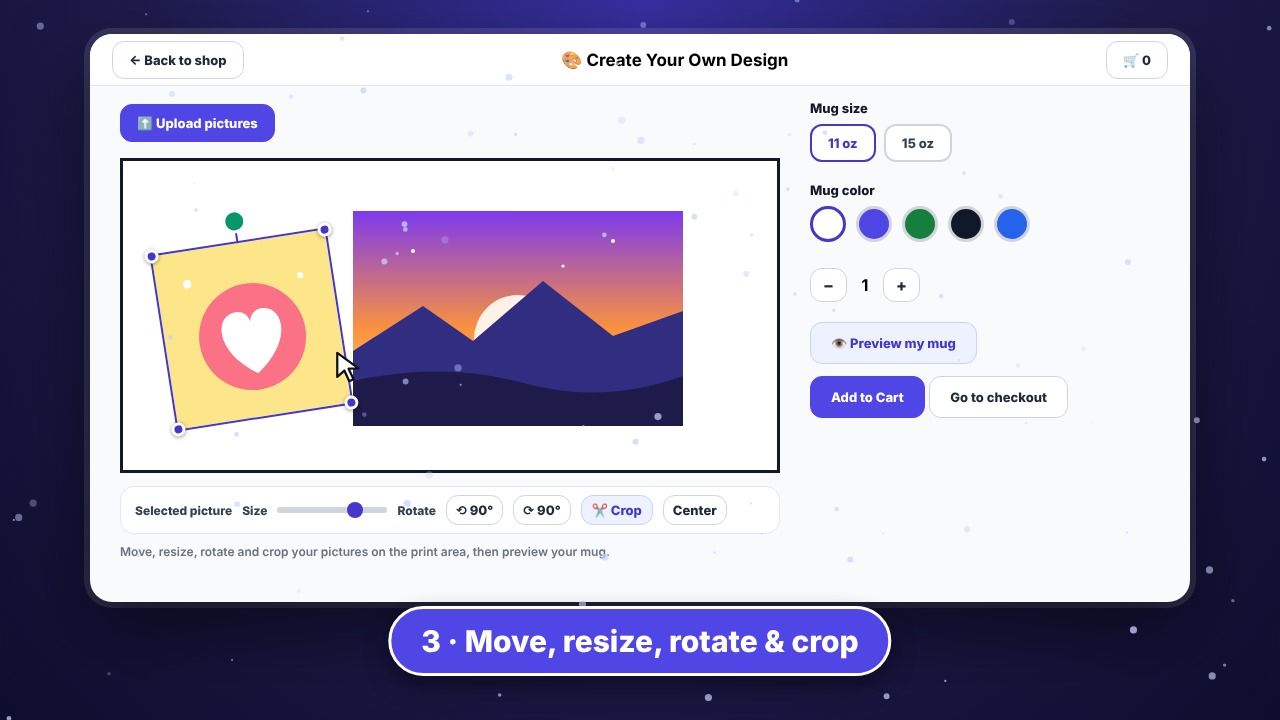 ← Back to shop
🎨 Create Your Own Design
🛒 0
⬆️ Upload pictures
Mug size
11 oz
15 oz
Mug color
− 1 +
👁️ Preview my mug
Add to Cart
Go to checkout
Selected picture Size Rotate ⟲ 90° ⟳ 90° ✂️ Crop Center
Move, resize, rotate and crop your pictures on the print area, then preview your mug.
3 · Move, resize, rotate & crop